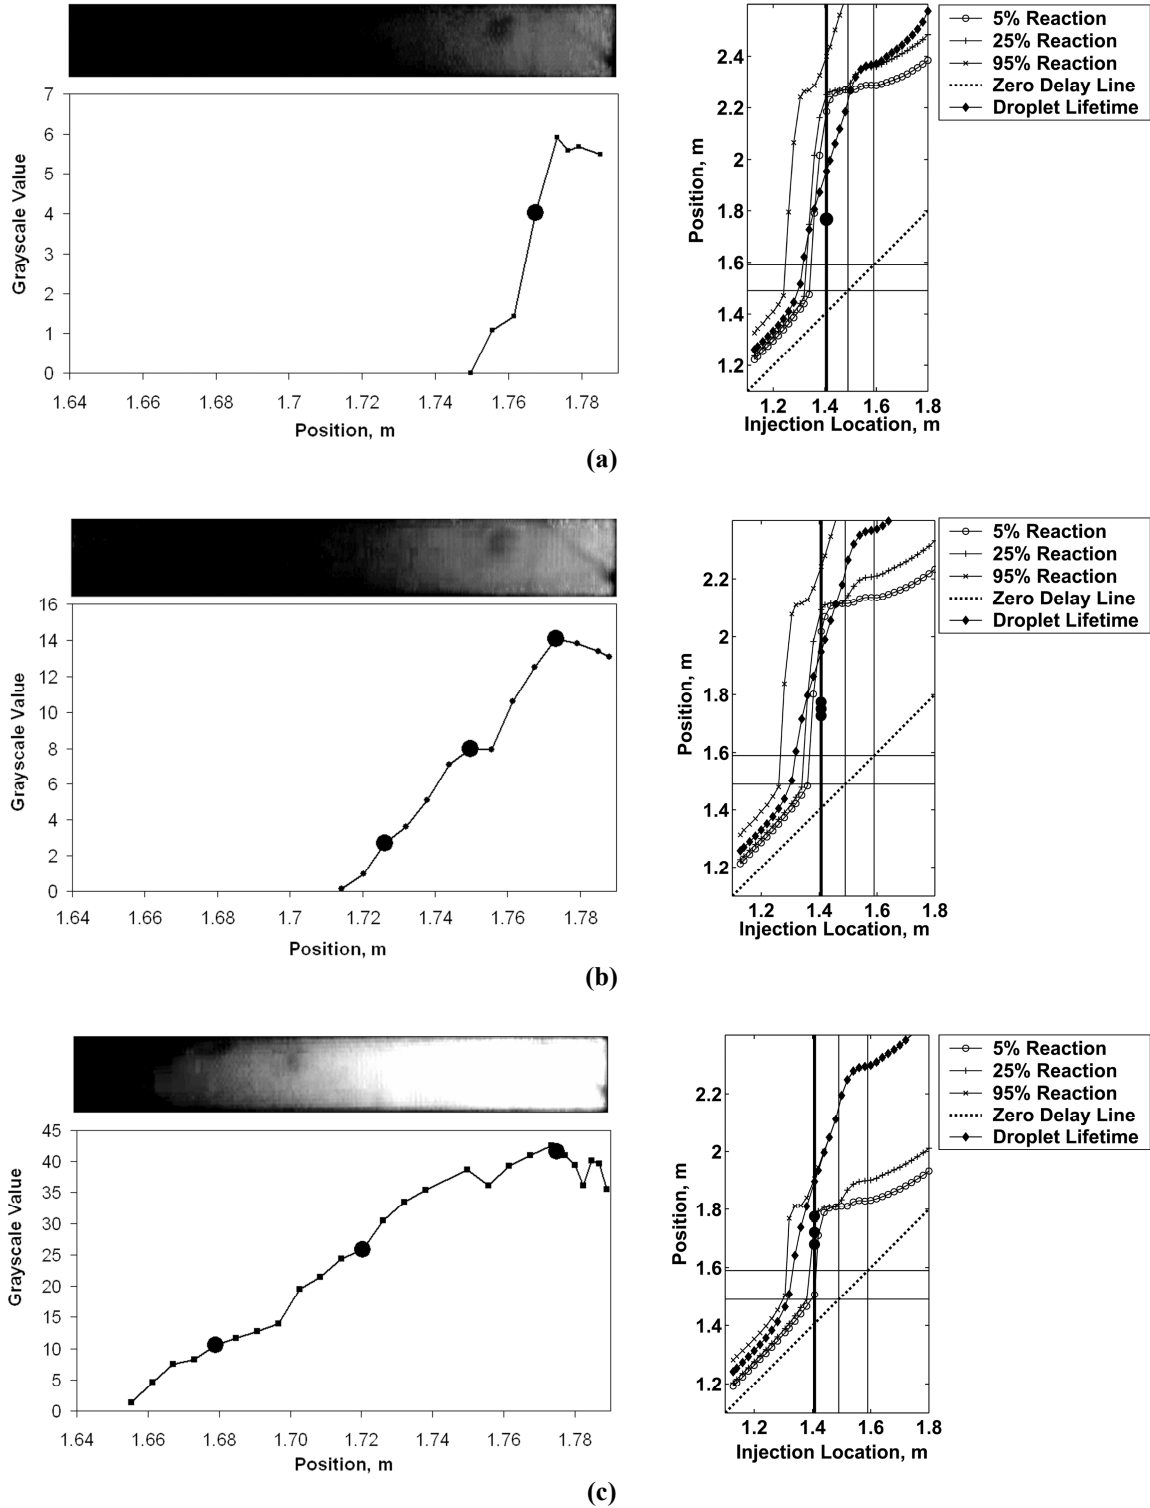 7
6
5
4
3
2
1
0
Grayscale Value
1.64 1.66 1.68 1.7 1.72 1.74 1.76 1.78
Position, m
2.4
2.2
2
1.8
1.6
1.4
1.2
Position, m
1.2 1.4 1.6 1.8
Injection Location, m
5% Reaction
25% Reaction
95% Reaction
Zero Delay Line
Droplet Lifetime
(a)
16
14
12
10
8
6
4
2
0
Grayscale Value
1.64 1.66 1.68 1.7 1.72 1.74 1.76 1.78
Position, m
2.2
2
1.8
1.6
1.4
1.2
Position, m
1.2 1.4 1.6 1.8
Injection Location, m
5% Reaction
25% Reaction
95% Reaction
Zero Delay Line
Droplet Lifetime
(b)
45
40
35
30
25
20
15
10
5
0
Grayscale Value
1.64 1.66 1.68 1.70 1.72 1.74 1.76 1.78
Position, m
2.2
2
1.8
1.6
1.4
1.2
Position, m
1.2 1.4 1.6 1.8
Injection Location, m
5% Reaction
25% Reaction
95% Reaction
Zero Delay Line
Droplet Lifetime
(c)